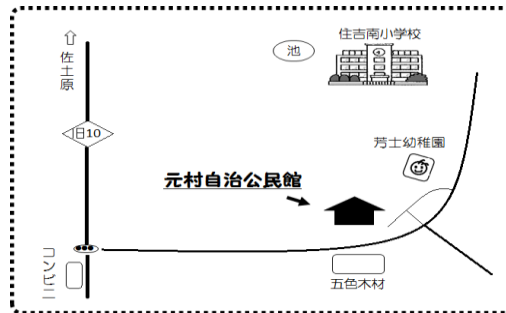 住吉南小学校
池
佐土原
旧10
芳士幼稚園
元村自治公民館
コンビニ
五色木材